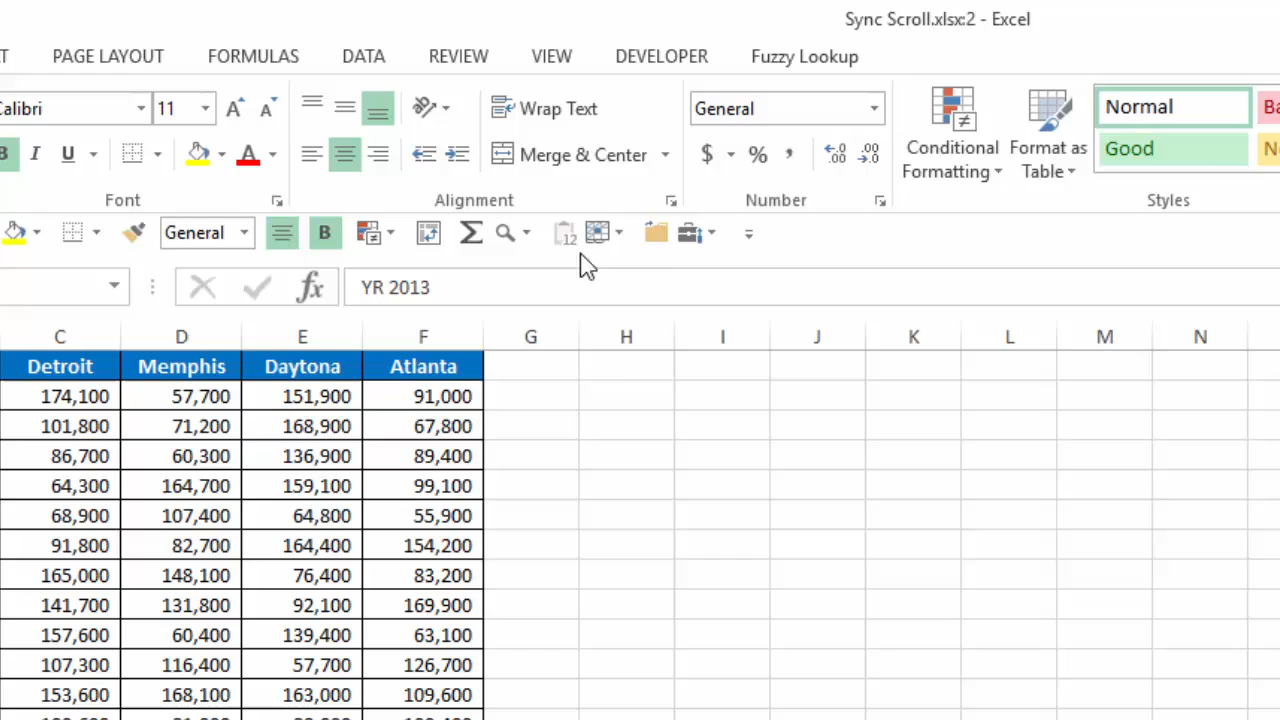 Sync Scroll.xlsx:2 - Excel
T PAGE LAYOUT FORMULAS DATA REVIEW VIEW DEVELOPER Fuzzy Lookup
Calibri 11 A A Wrap Text General Normal Ba
B I U A Merge & Center $ % , .00 .00 Conditional Formatting Format as Table Good N
Font Alignment Number Styles
General B Σ 12
fx YR 2013
C D E F G H I J K L M N
Detroit Memphis Daytona Atlanta
174,100 57,700 151,900 91,000
101,800 71,200 168,900 67,800
86,700 60,300 136,900 89,400
64,300 164,700 159,100 99,100
68,900 107,400 64,800 55,900
91,800 82,700 164,400 154,200
165,000 148,100 76,400 83,200
141,700 131,800 92,100 169,900
157,600 60,400 139,400 63,100
107,300 116,400 57,700 126,700
153,600 168,100 163,000 109,600